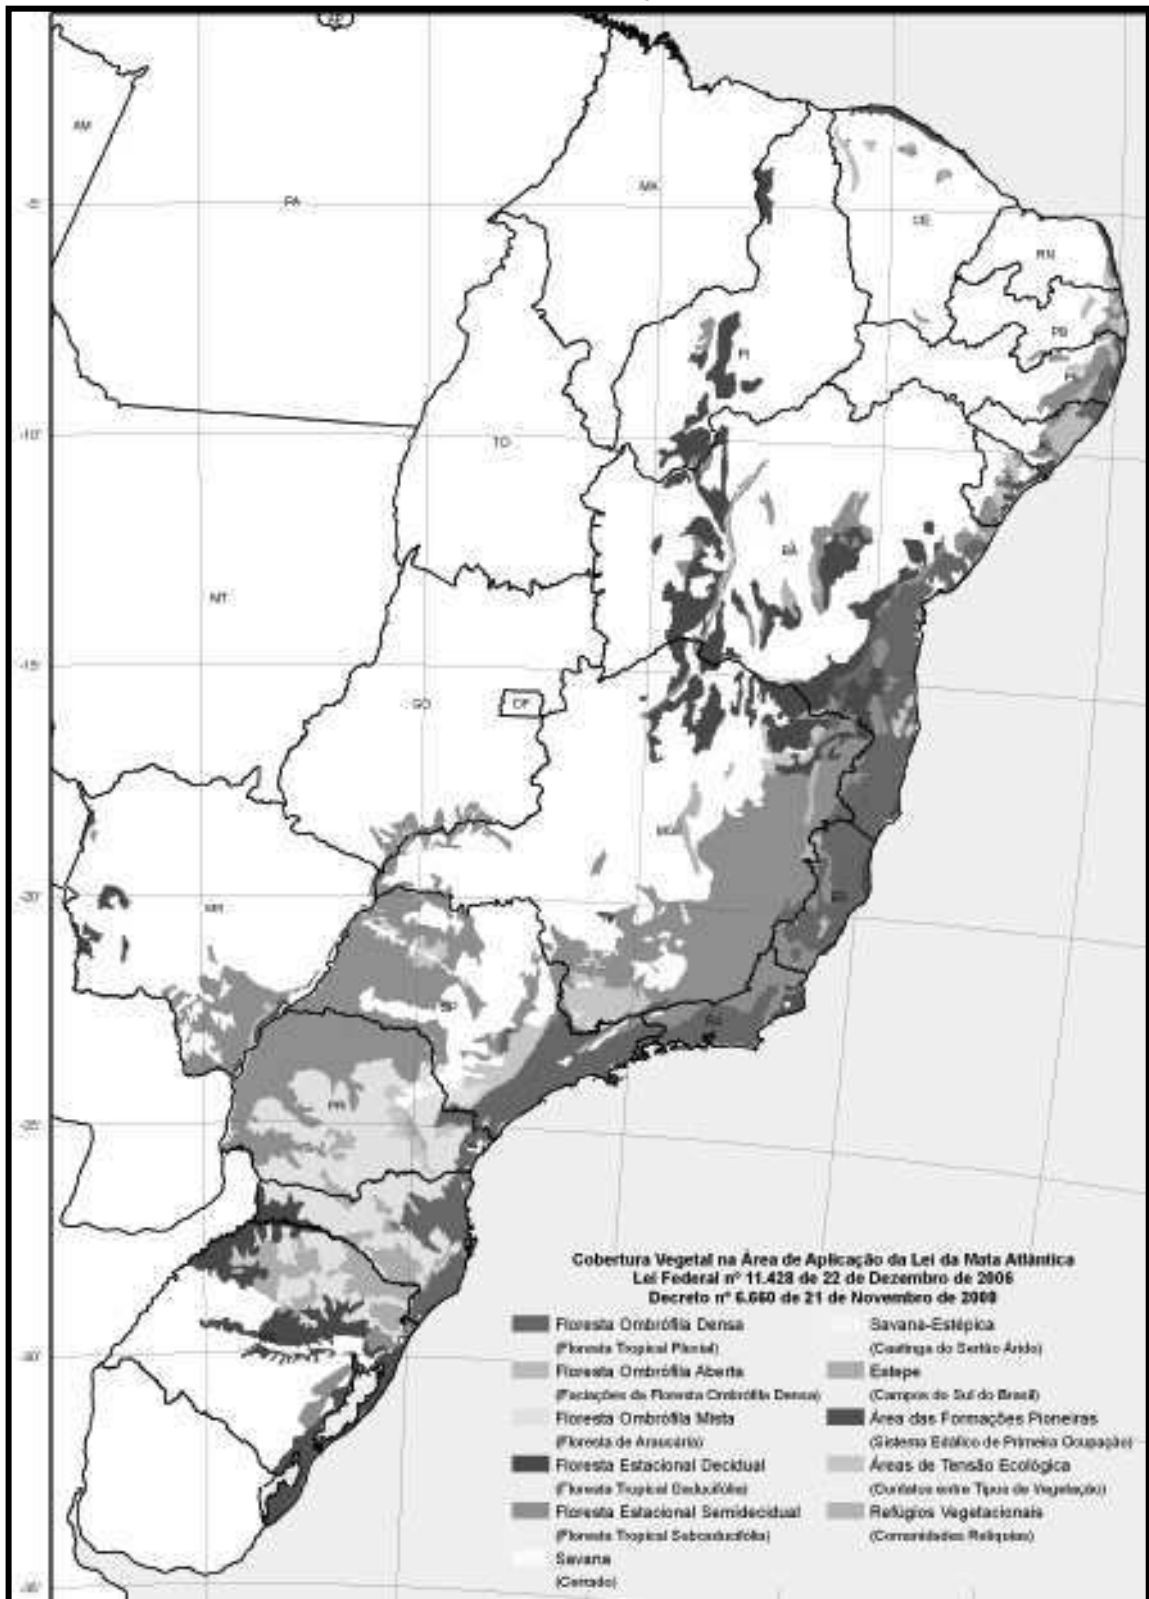 AP
AM
PA
MA
CE
RN
PB
PE
PI
TO
BA
MT
GO
DF
MG
MS
ES
SP
RJ
PR
-5°
-10°
-15°
-20°
-25°
-30°
Cobertura Vegetal na Área de Aplicação da Lei da Mata Atlântica
Lei Federal nº 11.428 de 22 de Dezembro de 2006
Decreto nº 6.660 de 21 de Novembro de 2008
Floresta Ombrófila Densa
(Floresta Tropical Pluvial)
Floresta Ombrófila Aberta
(Faciações da Floresta Ombrófila Densa)
Floresta Ombrófila Mista
(Floresta de Araucária)
Floresta Estacional Decidual
(Floresta Tropical Caducifólia)
Floresta Estacional Semidecidual
(Floresta Tropical Subcaducifólia)
Savana
(Cerrado)
Savana-Estépica
(Caatinga do Sertão Árido)
Estepe
(Campos do Sul do Brasil)
Área das Formações Pioneiras
(Sistema Edáfico de Primeira Ocupação)
Áreas de Tensão Ecológica
(Contatos entre Tipos de Vegetação)
Refúgios Vegetacionais
(Comunidades Relíquias)